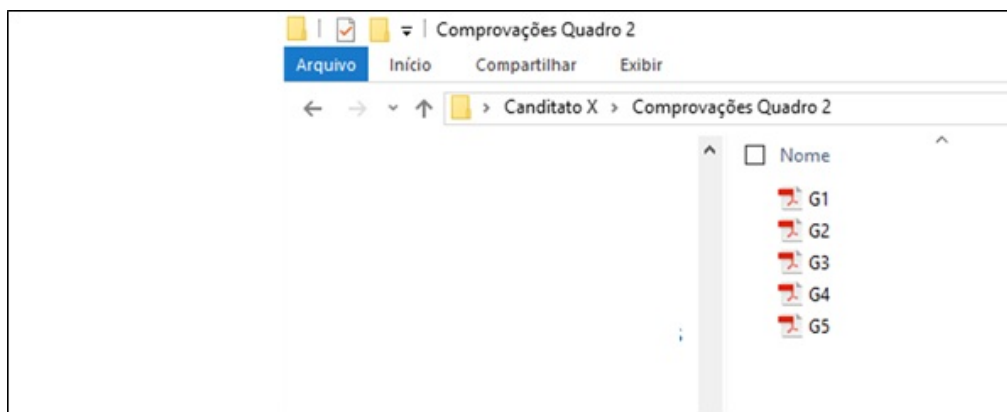 Comprovações Quadro 2
Arquivo Início Compartilhar Exibir
Canditato X > Comprovações Quadro 2
Nome
G1
G2
G3
G4
G5